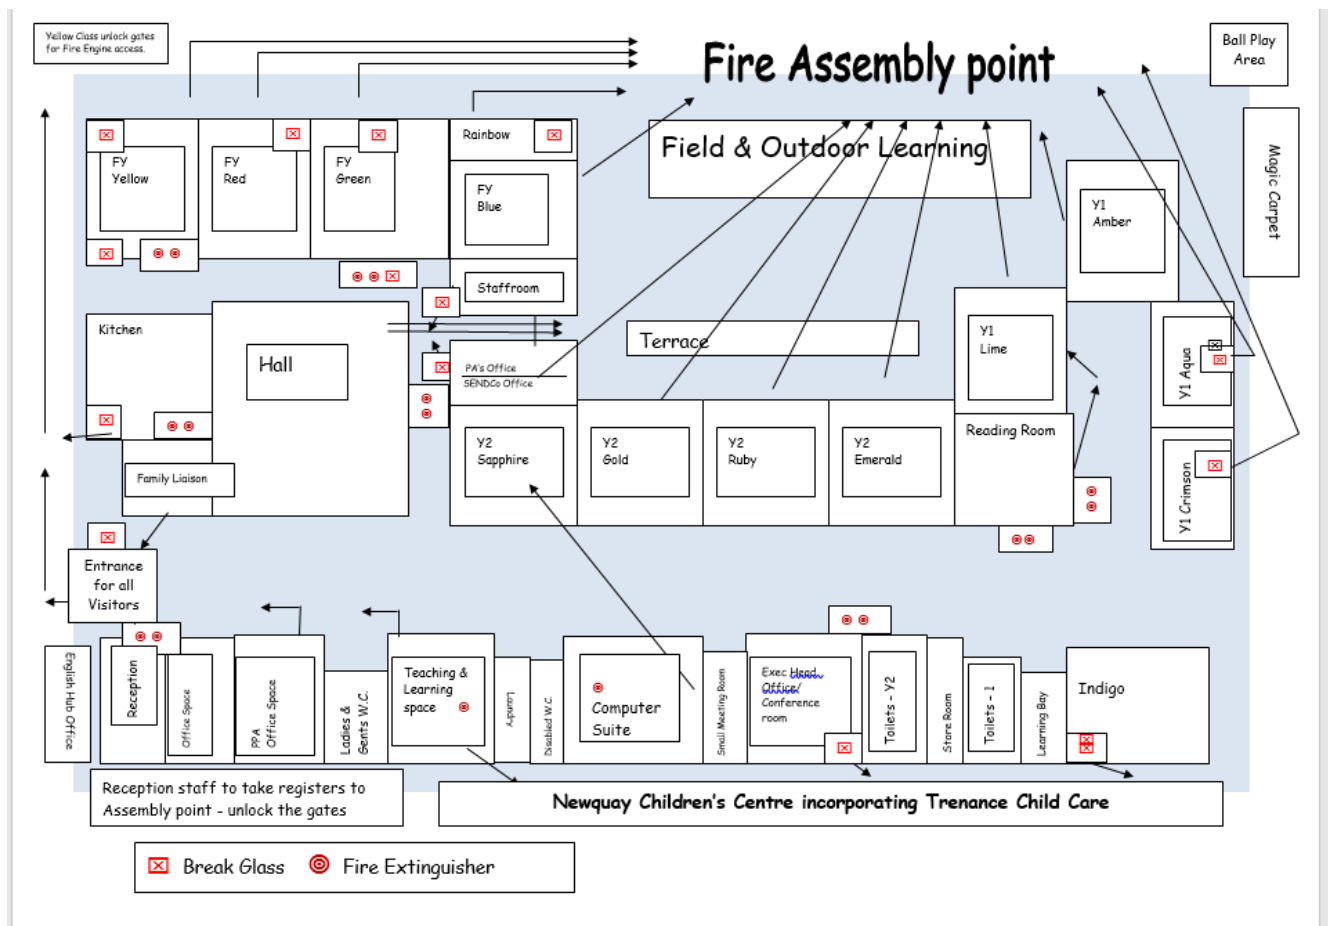 Yellow Class unlock gates
for Fire Engine access.
Fire Assembly point
Ball Play
Area
Rainbow
Field & Outdoor Learning
Magic Carpet
FY
Yellow
FY
Red
FY
Green
FY
Blue
Y1
Amber
Staffroom
Kitchen
Hall
Terrace
Y1
Lime
PA's Office
SENDCo Office
Y1 Aqua
Y2
Sapphire
Y2
Gold
Y2
Ruby
Y2
Emerald
Reading Room
Family Liaison
Y1 Crimson
Entrance
for all
Visitors
English Hub Office
Reception
Office Space
PPA
Office Space
Ladies &
Gents W.C.
Teaching &
Learning
space
Laundry
Disabled W.C.
Computer
Suite
Small Meeting Room
Exec Head
Office/
Conference
room
Toilets - Y2
Store Room
Toilets - 1
Learning Bay
Indigo
Reception staff to take registers to
Assembly point - unlock the gates
Newquay Children's Centre incorporating Trenance Child Care
Break Glass
Fire Extinguisher